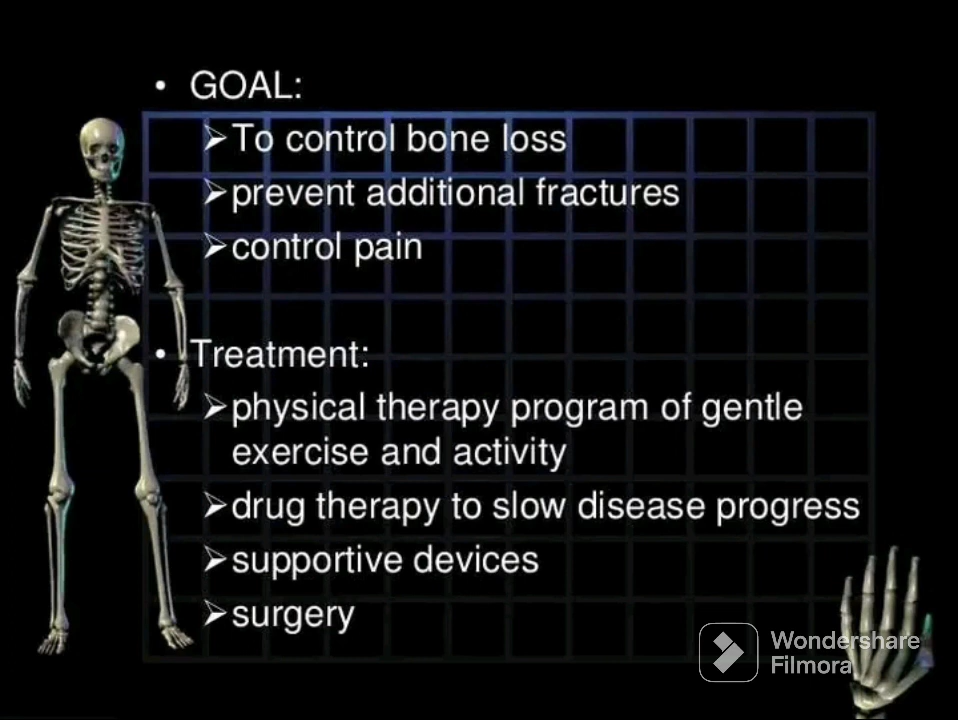 • GOAL:
➢To control bone loss
➢prevent additional fractures
➢control pain
• Treatment:
➢physical therapy program of gentle
exercise and activity
➢drug therapy to slow disease progress
➢supportive devices
➢surgery
Wondershare
Filmora